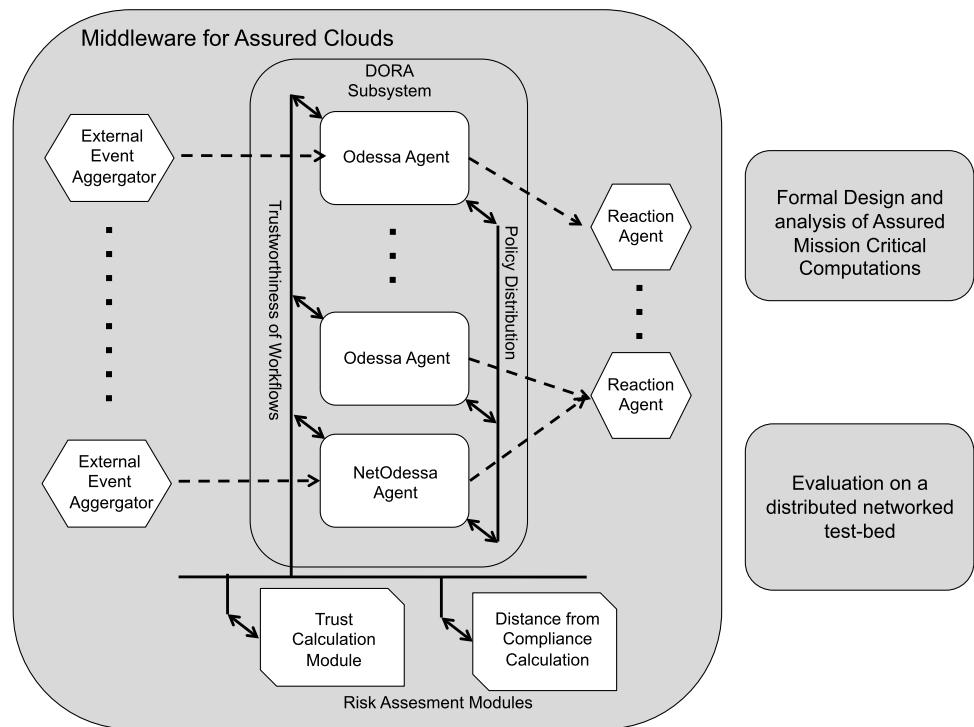 Middleware for Assured Clouds
DORA
Subsystem
External
Event
Aggergator
Odessa Agent
Reaction
Agent
Trustworthiness of Workflows
Policy Distribution
Odessa Agent
Reaction
Agent
External
Event
Aggergator
NetOdessa
Agent
Trust
Calculation
Module
Distance from
Compliance
Calculation
Risk Assesment Modules
Formal Design and
analysis of Assured
Mission Critical
Computations
Evaluation on a
distributed networked
test-bed